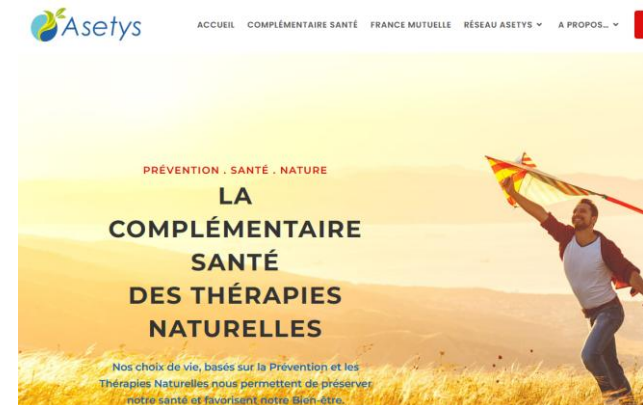 Asetys
ACCUEIL COMPLÉMENTAIRE SANTÉ FRANCE MUTUELLE RÉSEAU ASETYS A PROPOS...
PRÉVENTION . SANTÉ . NATURE
LA
COMPLÉMENTAIRE
SANTÉ
DES THÉRAPIES
NATURELLES
Nos choix de vie, basés sur la Prévention et les
Thérapies Naturelles nous permettent de préserver
notre santé et favorisent notre Bien-être.